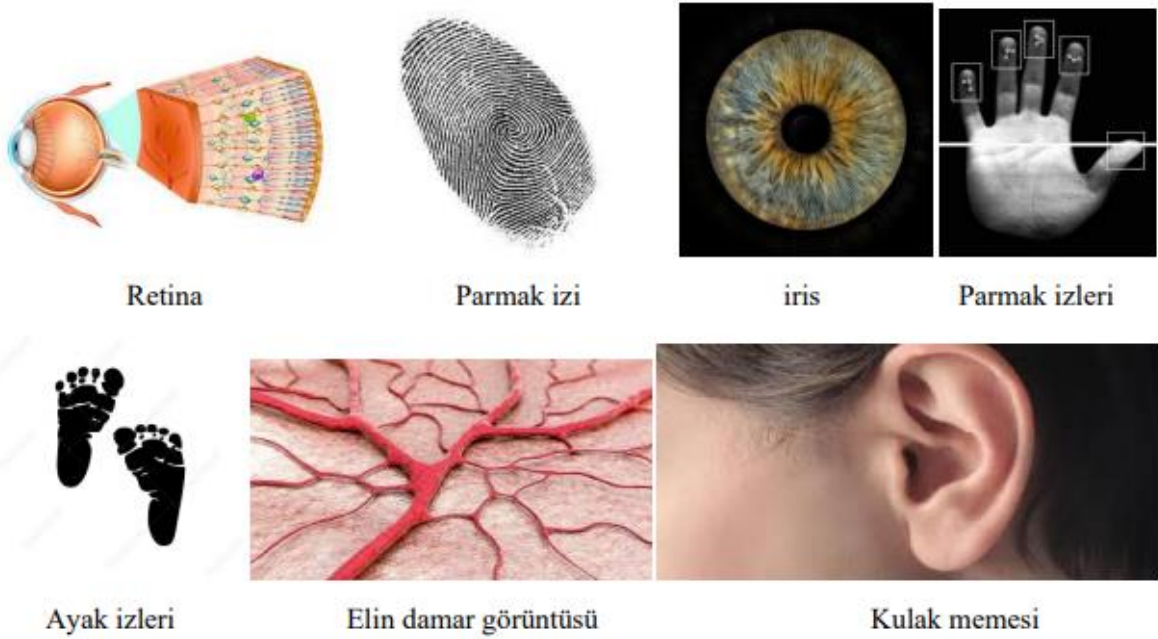 Retina
Parmak izi
iris
Parmak izleri
Ayak izleri
Elin damar görüntüsü
Kulak memesi